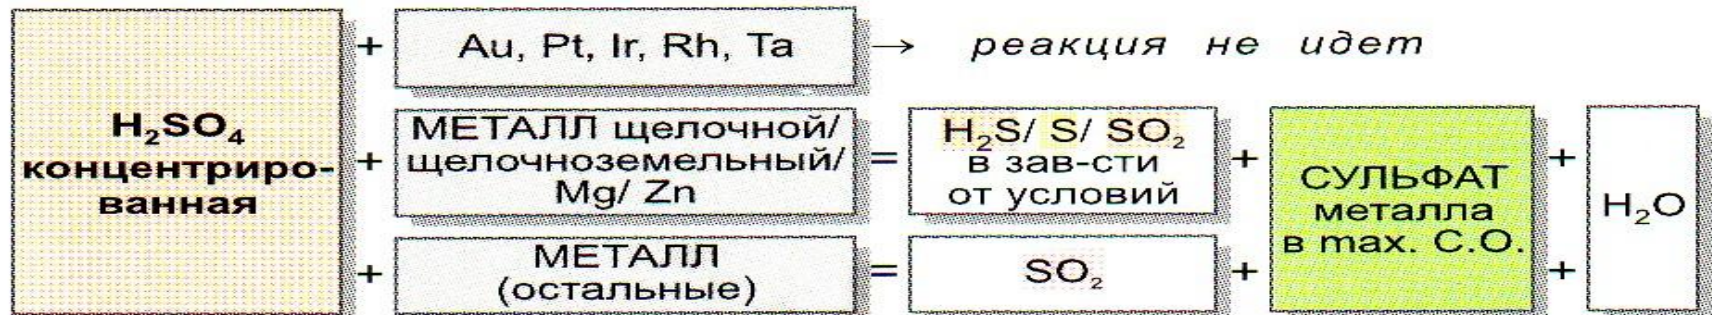 H₂SO₄
концентриро-
ванная
+ Au, Pt, Ir, Rh, Ta → реакция не идет
+ МЕТАЛЛ щелочной/
щелочноземельный/
Mg/ Zn
=
H₂S/ S/ SO₂
в зав-сти
от условий
+
+ МЕТАЛЛ
(остальные)
=
SO₂
+
СУЛЬФАТ
металла
в max. С.О.
+
+
H₂O